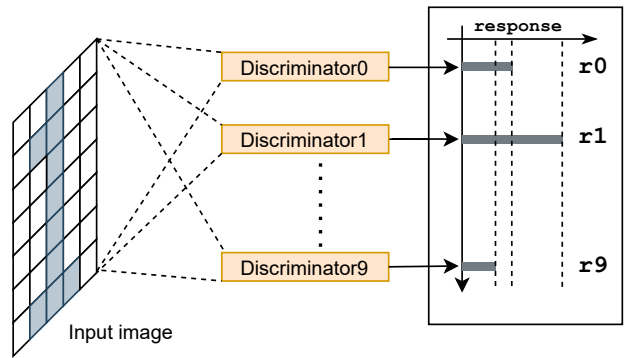 response
Discriminator0
r0
Discriminator1
r1
Discriminator9
r9
Input image